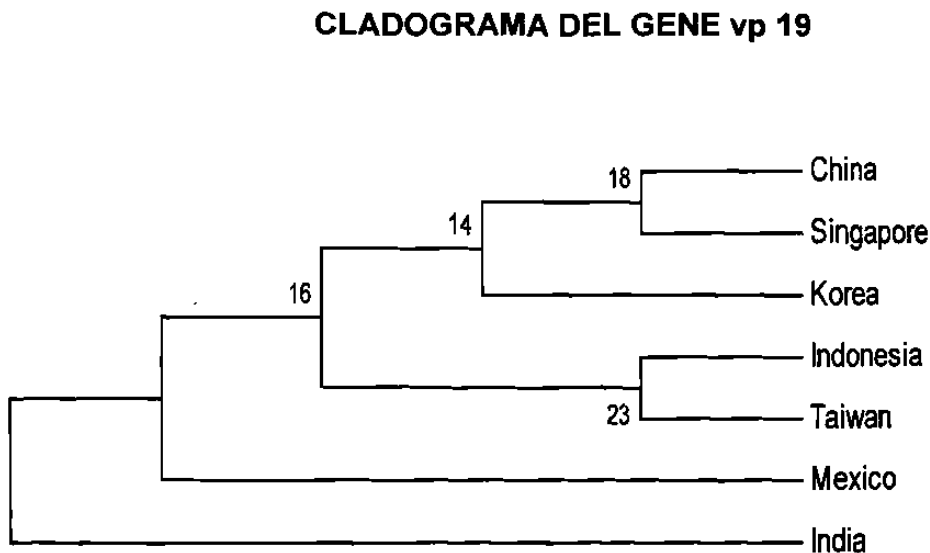 CLADOGRAMA DEL GENE vp 19
18
China
14
Singapore
16
Korea
Indonesia
23
Taiwan
Mexico
India